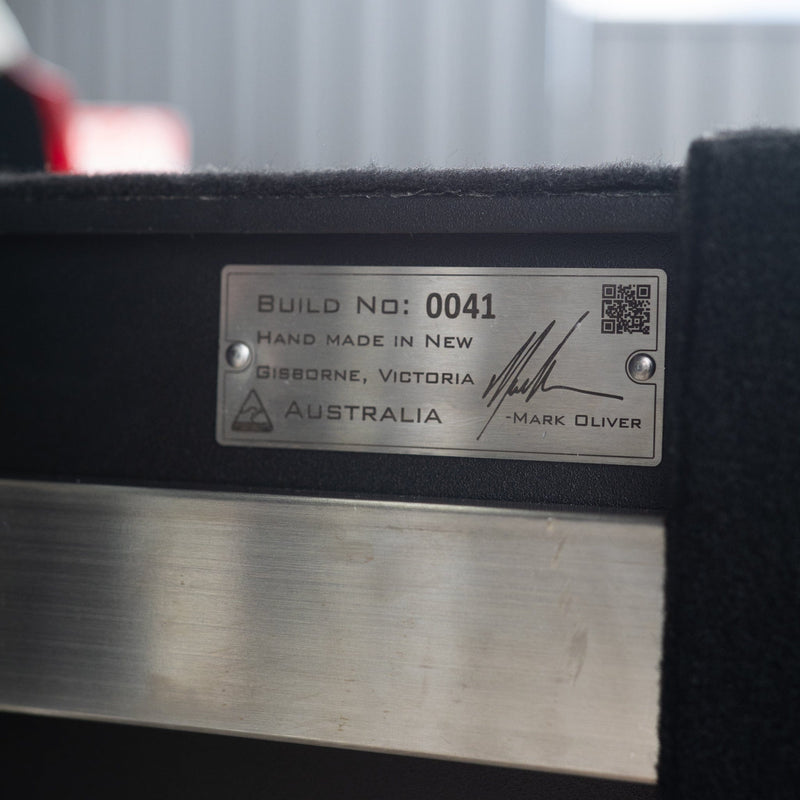 BUILD NO: 0041
HAND MADE IN NEW
GISBORNE, VICTORIA
AUSTRALIA
-MARK OLIVER